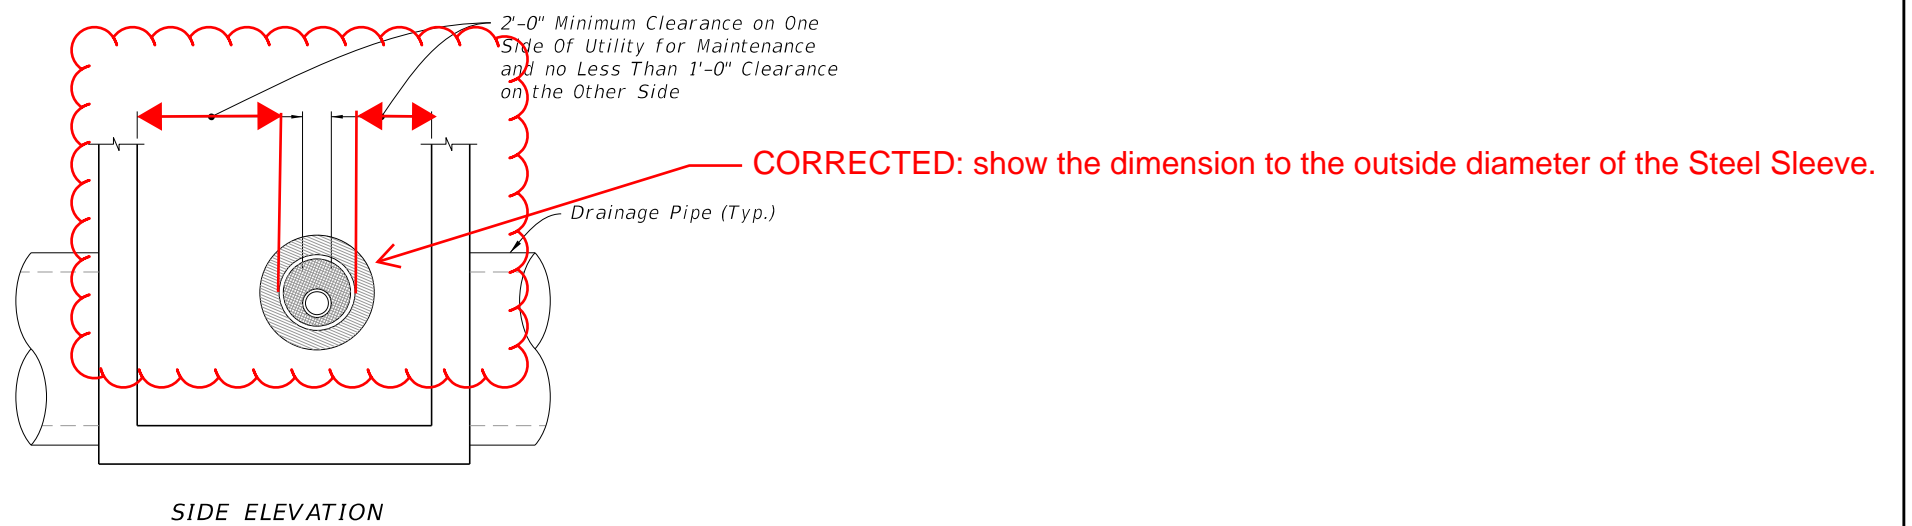 2'-0" Minimum Clearance on One
Side Of Utility for Maintenance
and no Less Than 1'-0" Clearance
on the Other Side
CORRECTED: show the dimension to the outside diameter of the Steel Sleeve.
Drainage Pipe (Typ.)
SIDE ELEVATION